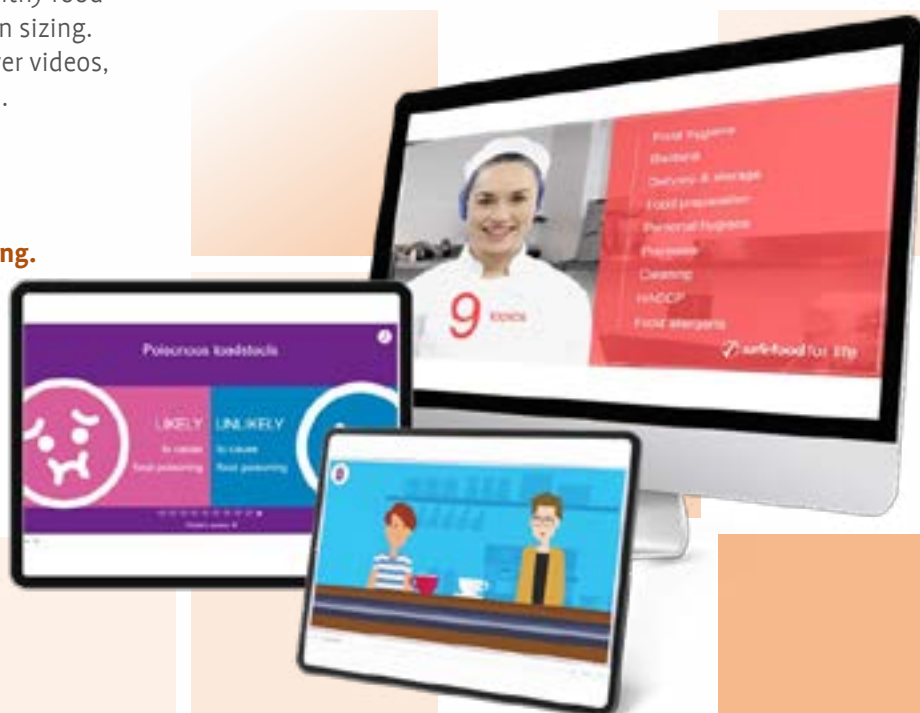 thy food
n sizing.
er videos,
.
ng.
Food hygiene
Bacteria
Delivery & storage
Food preparation
Personal hygiene
Premises
Cleaning
HACCP
Food allergens
9 topics
safefood for life
Poisonous toadstools
LIKELY
to cause
food poisoning
UNLIKELY
to cause
food poisoning